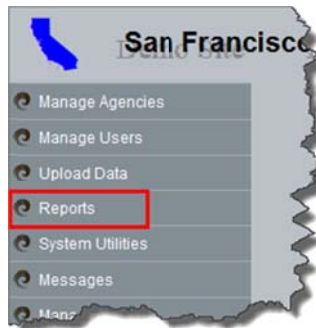 San Francisco
Demo Site
Manage Agencies
Manage Users
Upload Data
Reports
System Utilities
Messages